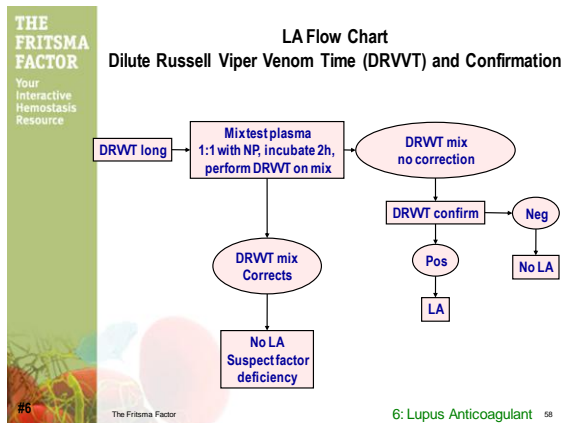 THE
FRITSMA
FACTOR
Your
Interactive
Hemostasis
Resource
LA Flow Chart
Dilute Russell Viper Venom Time (DRVVT) and Confirmation
DRVVT long
Mix test plasma
1:1 with NP, incubate 2h,
perform DRVVT on mix
DRVVT mix
no correction
DRVVT confirm
Neg
DRVVT mix
Corrects
Pos
No LA
LA
No LA
Suspect factor
deficiency
#6
The Fritsma Factor
6: Lupus Anticoagulant
58